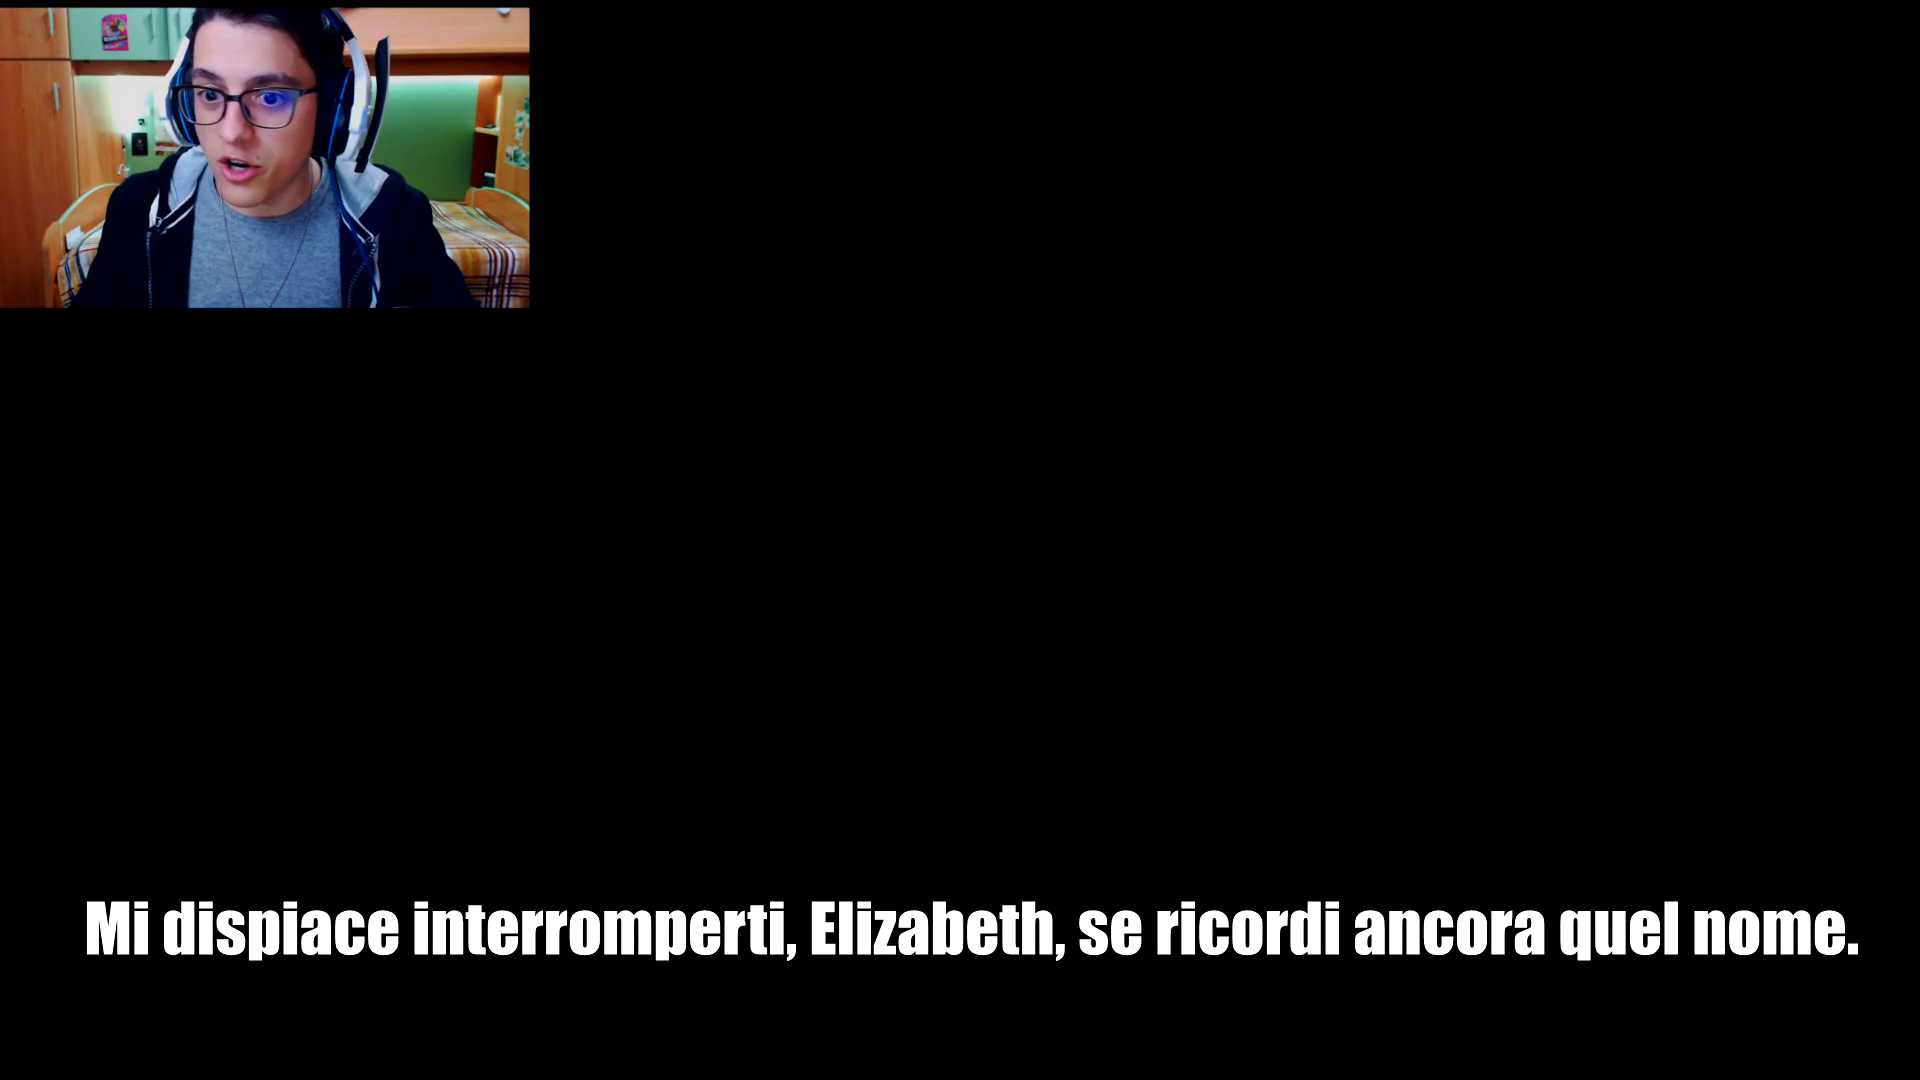 Mi dispiace interromperti, Elizabeth, se ricordi ancora quel nome.